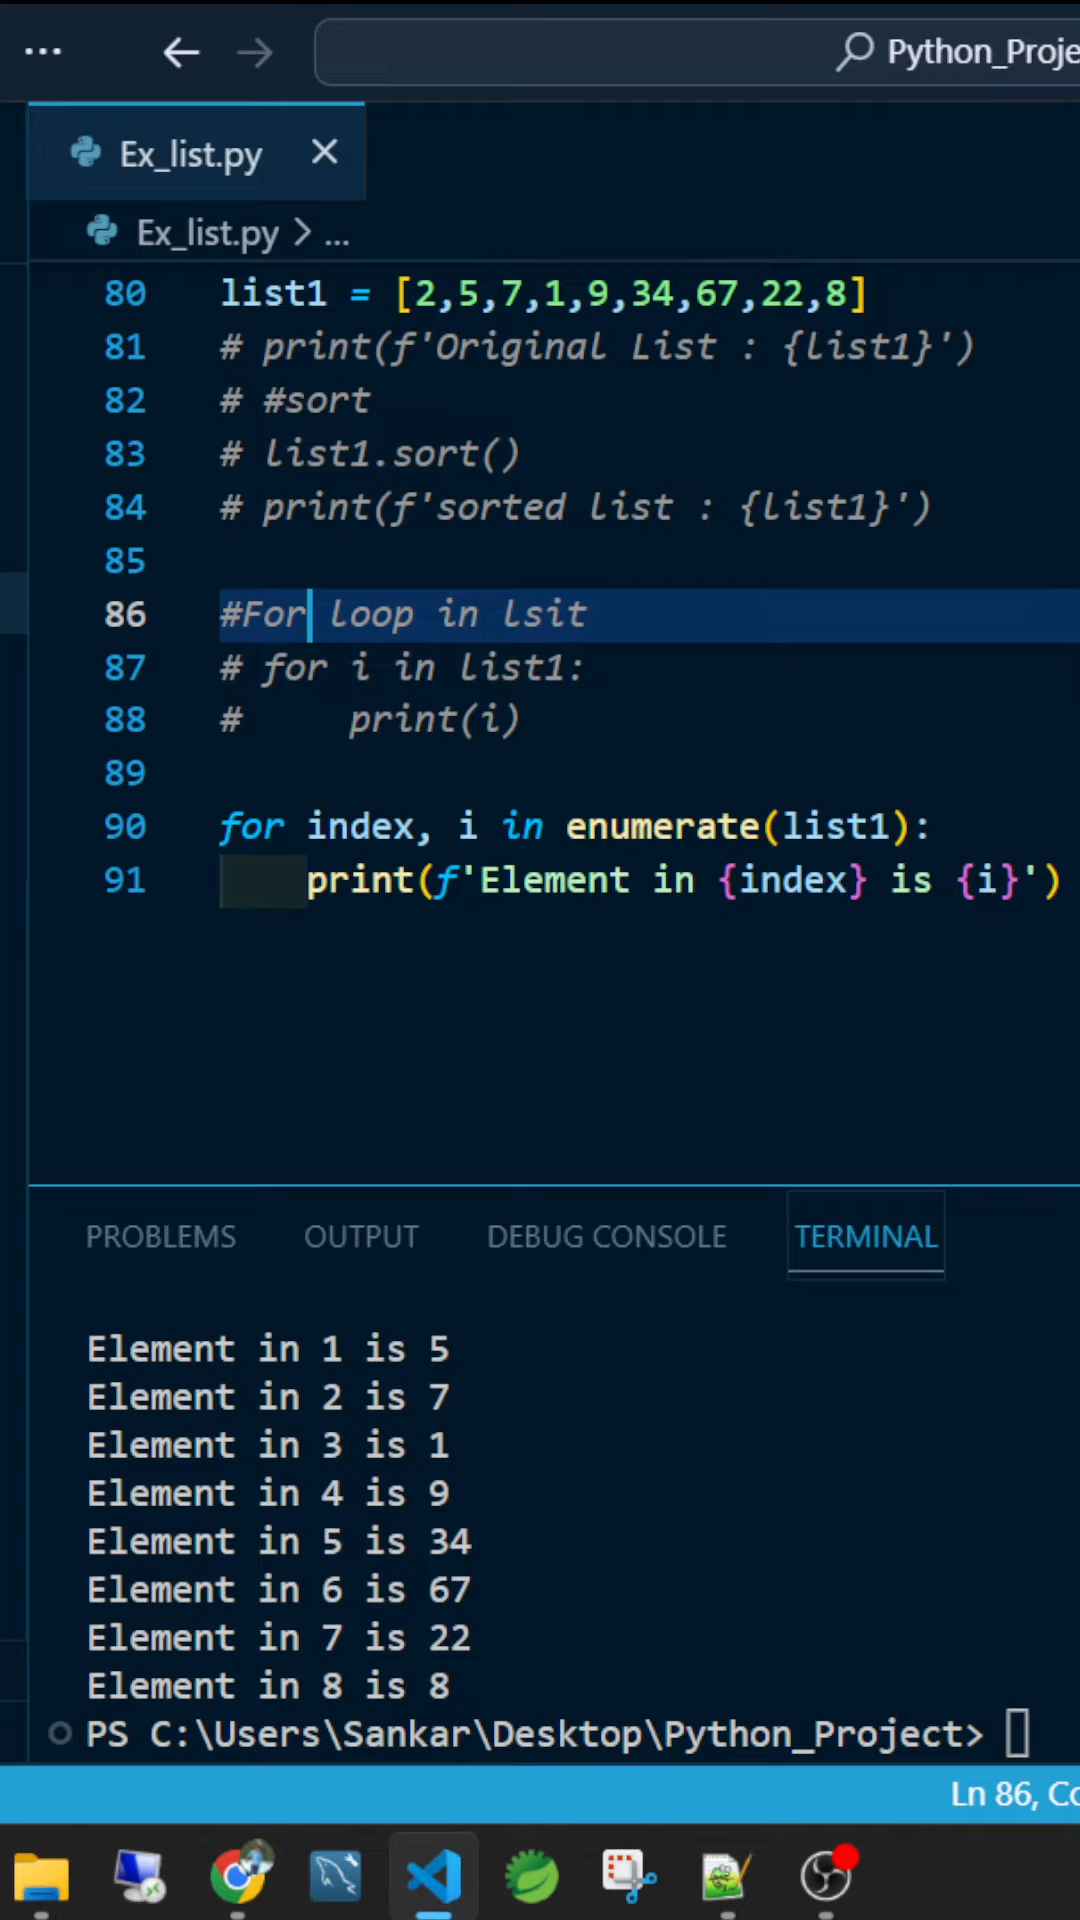 Python_Proje
Ex_list.py
Ex_list.py > ...
80 list1 = [2,5,7,1,9,34,67,22,8]
81 # print(f'Original List : {list1}')
82 # #sort
83 # list1.sort()
84 # print(f'sorted list : {list1}')
85
86 #For loop in lsit
87 # for i in list1:
88 #     print(i)
89
90 for index, i in enumerate(list1):
91     print(f'Element in {index} is {i}')
PROBLEMS OUTPUT DEBUG CONSOLE TERMINAL
Element in 1 is 5
Element in 2 is 7
Element in 3 is 1
Element in 4 is 9
Element in 5 is 34
Element in 6 is 67
Element in 7 is 22
Element in 8 is 8
PS C:\Users\Sankar\Desktop\Python_Project>
Ln 86, Co